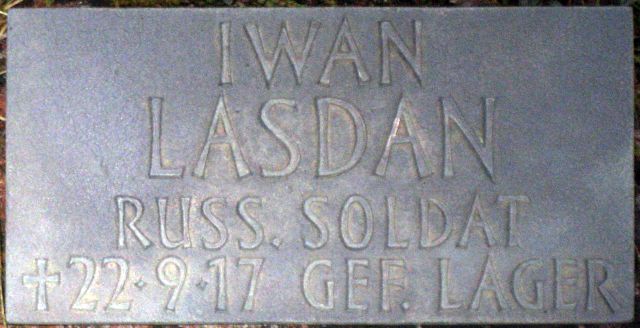 IWAN
LASDAN
RUSS. SOLDAT
✝22·9·17 GEF. LAGER